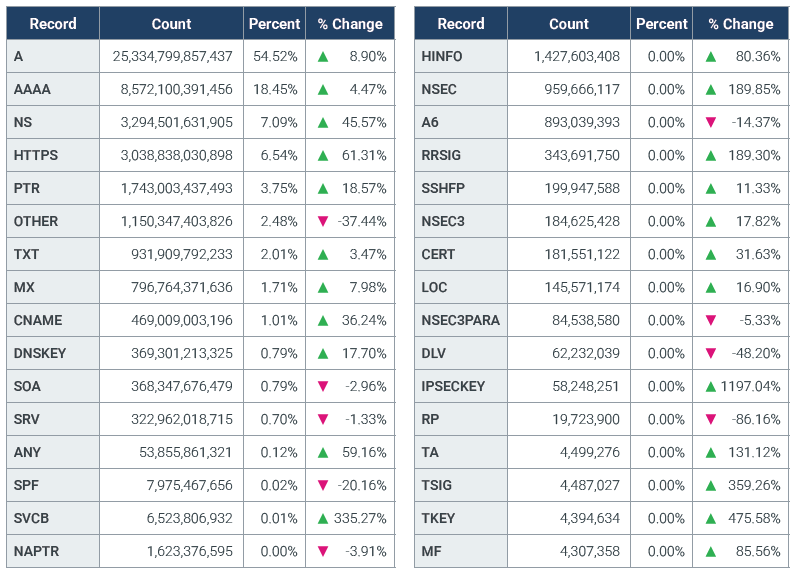 Record Count Percent % Change
A 25,334,799,857,437 54.52% ▲ 8.90%
AAAA 8,572,100,391,456 18.45% ▲ 4.47%
NS 3,294,501,631,905 7.09% ▲ 45.57%
HTTPS 3,038,838,030,898 6.54% ▲ 61.31%
PTR 1,743,003,437,493 3.75% ▲ 18.57%
OTHER 1,150,347,403,826 2.48% ▼ -37.44%
TXT 931,909,792,233 2.01% ▲ 3.47%
MX 796,764,371,636 1.71% ▲ 7.98%
CNAME 469,009,003,196 1.01% ▲ 36.24%
DNSKEY 369,301,213,325 0.79% ▲ 17.70%
SOA 368,347,676,479 0.79% ▼ -2.96%
SRV 322,962,018,715 0.70% ▼ -1.33%
ANY 53,855,861,321 0.12% ▲ 59.16%
SPF 7,975,467,656 0.02% ▼ -20.16%
SVCB 6,523,806,932 0.01% ▲ 335.27%
NAPTR 1,623,376,595 0.00% ▼ -3.91%
Record Count Percent % Change
HINFO 1,427,603,408 0.00% ▲ 80.36%
NSEC 959,666,117 0.00% ▲ 189.85%
A6 893,039,393 0.00% ▼ -14.37%
RRSIG 343,691,750 0.00% ▲ 189.30%
SSHFP 199,947,588 0.00% ▲ 11.33%
NSEC3 184,625,428 0.00% ▲ 17.82%
CERT 181,551,122 0.00% ▲ 31.63%
LOC 145,571,174 0.00% ▲ 16.90%
NSEC3PARA 84,538,580 0.00% ▼ -5.33%
DLV 62,232,039 0.00% ▼ -48.20%
IPSECKEY 58,248,251 0.00% ▲ 1197.04%
RP 19,723,900 0.00% ▼ -86.16%
TA 4,499,276 0.00% ▲ 131.12%
TSIG 4,487,027 0.00% ▲ 359.26%
TKEY 4,394,634 0.00% ▲ 475.58%
MF 4,307,358 0.00% ▲ 85.56%